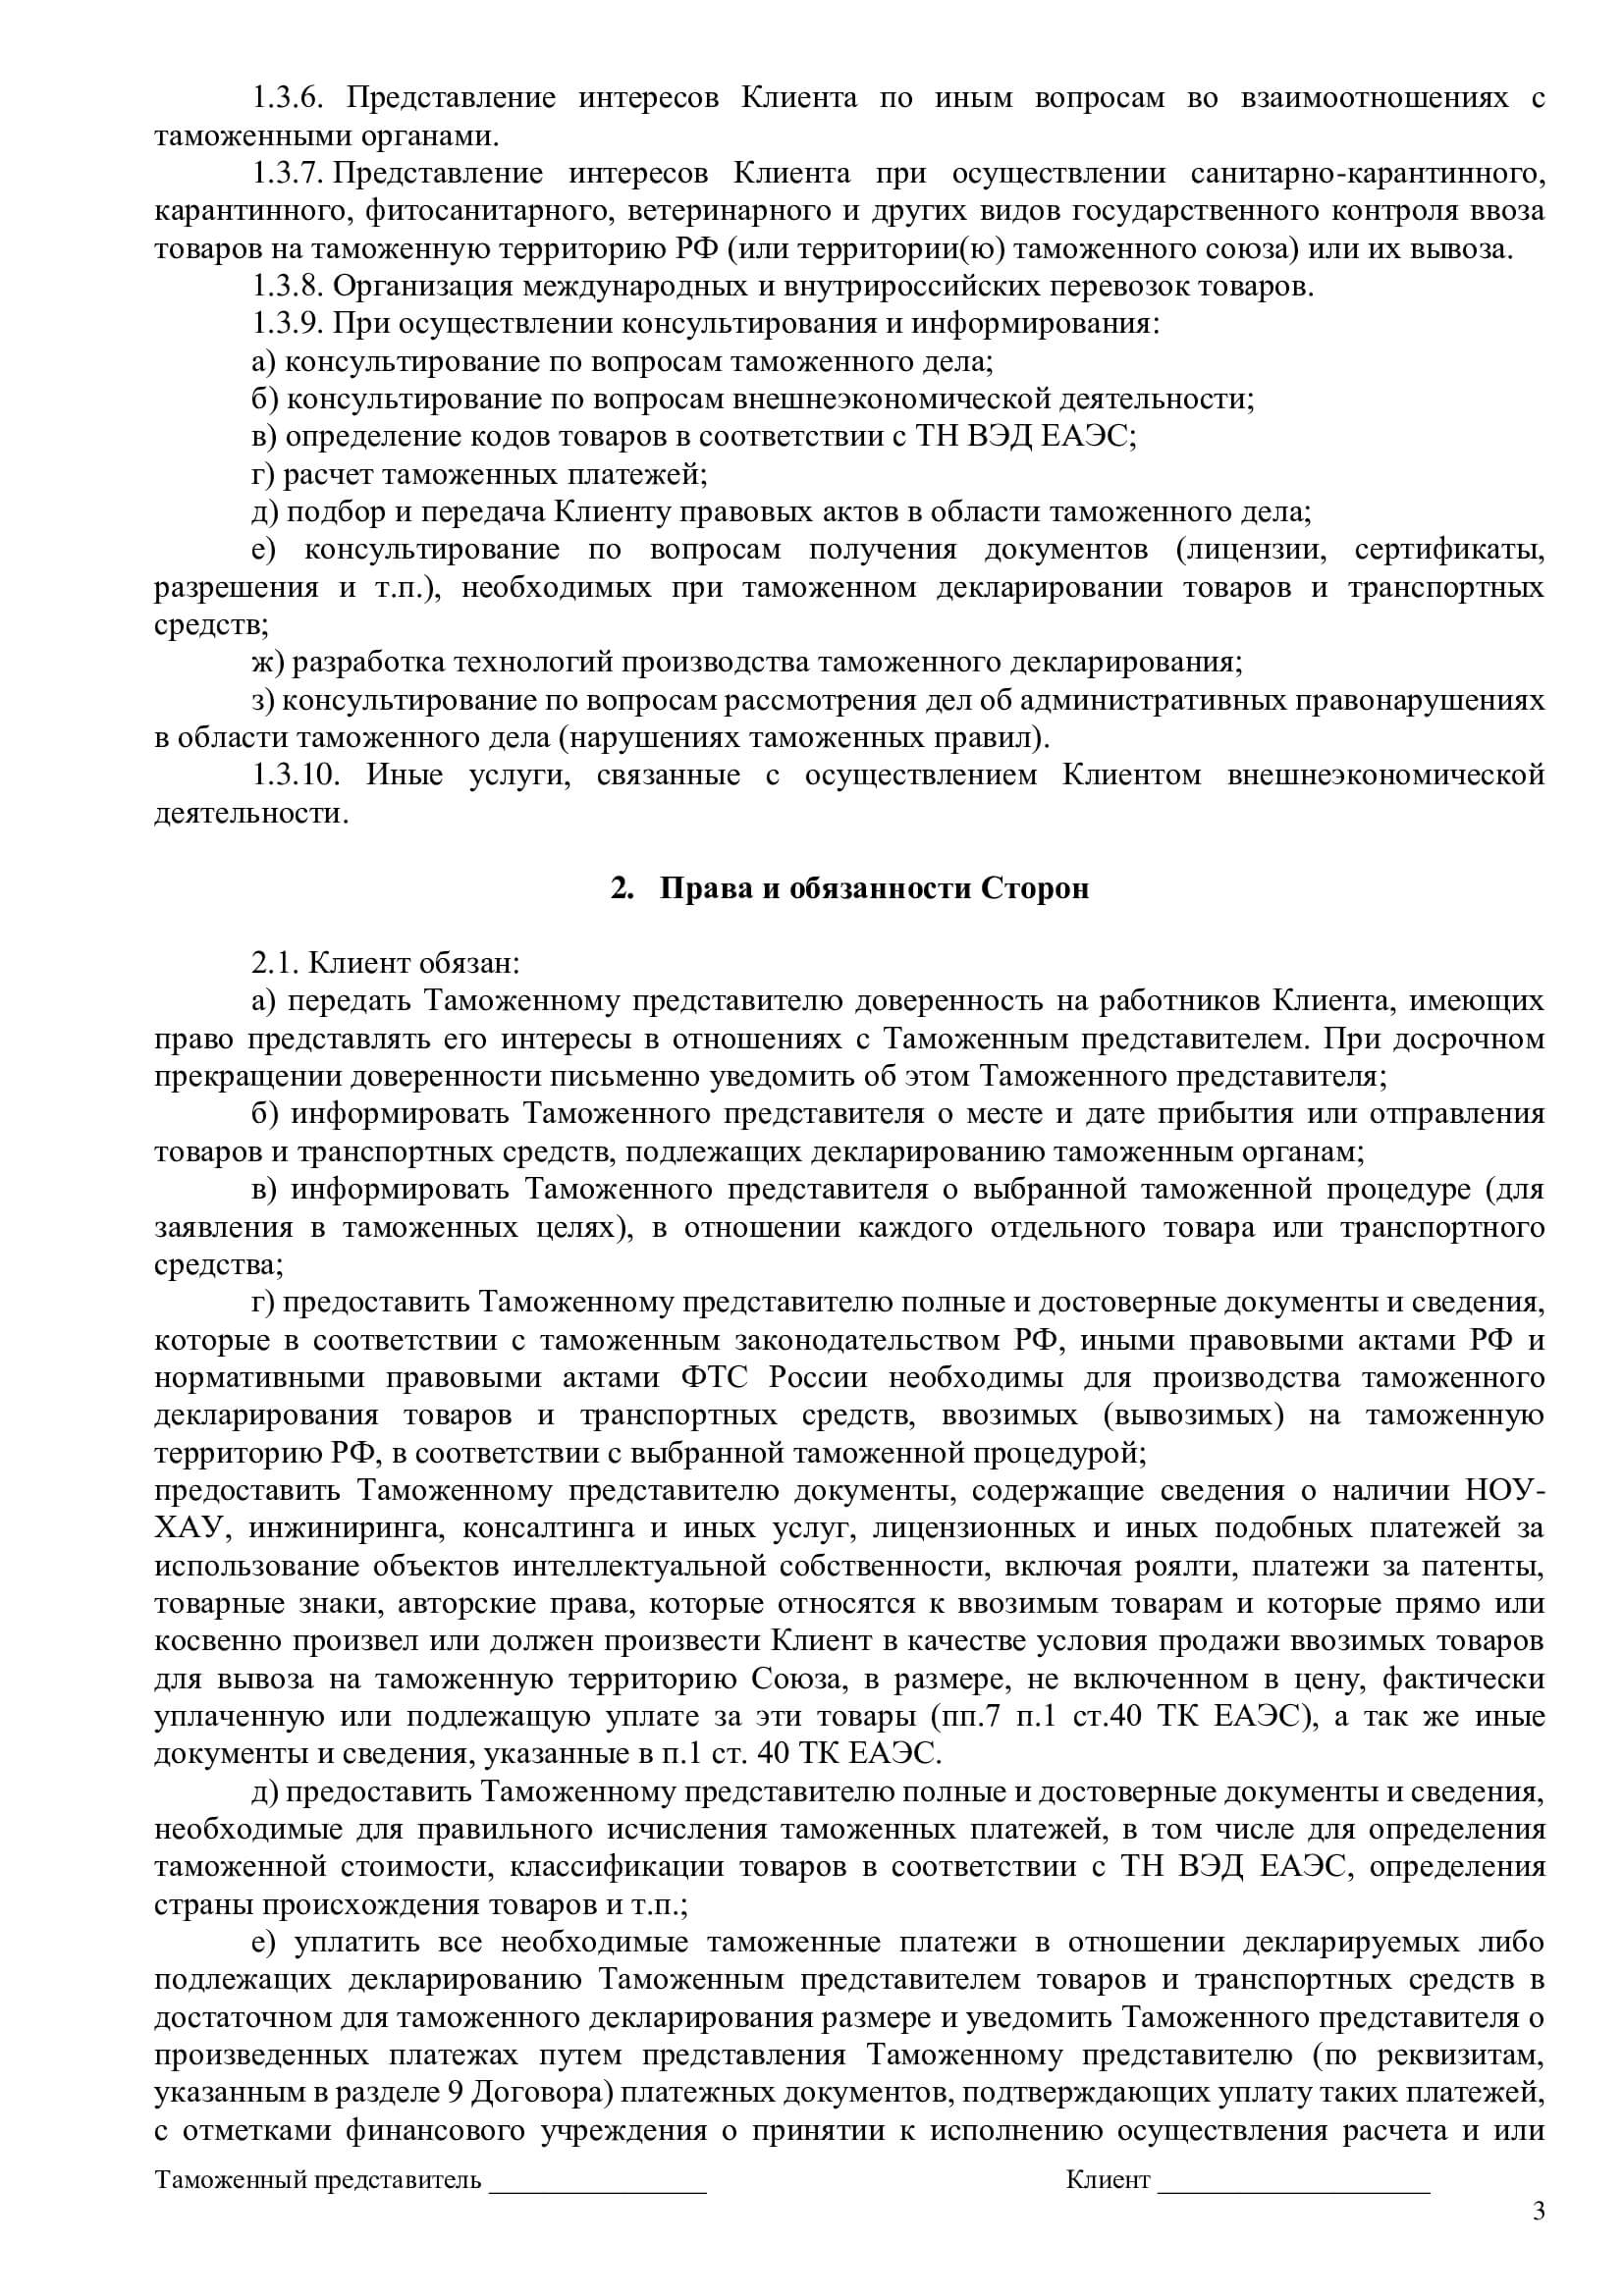 1.3.6. Представление интересов Клиента по иным вопросам во взаимоотношениях с
таможенными органами.
1.3.7. Представление интересов Клиента при осуществлении санитарно-карантинного,
карантинного, фитосанитарного, ветеринарного и других видов государственного контроля ввоза
товаров на таможенную территорию РФ (или территории(ю) таможенного союза) или их вывоза.
1.3.8. Организация международных и внутрироссийских перевозок товаров.
1.3.9. При осуществлении консультирования и информирования:
а) консультирование по вопросам таможенного дела;
б) консультирование по вопросам внешнеэкономической деятельности;
в) определение кодов товаров в соответствии с ТН ВЭД ЕАЭС;
г) расчет таможенных платежей;
д) подбор и передача Клиенту правовых актов в области таможенного дела;
е) консультирование по вопросам получения документов (лицензии, сертификаты,
разрешения и т.п.), необходимых при таможенном декларировании товаров и транспортных
средств;
ж) разработка технологий производства таможенного декларирования;
з) консультирование по вопросам рассмотрения дел об административных правонарушениях
в области таможенного дела (нарушениях таможенных правил).
1.3.10. Иные услуги, связанные с осуществлением Клиентом внешнеэкономической
деятельности.
2. Права и обязанности Сторон
2.1. Клиент обязан:
а) передать Таможенному представителю доверенность на работников Клиента, имеющих
право представлять его интересы в отношениях с Таможенным представителем. При досрочном
прекращении доверенности письменно уведомить об этом Таможенного представителя;
б) информировать Таможенного представителя о месте и дате прибытия или отправления
товаров и транспортных средств, подлежащих декларированию таможенным органам;
в) информировать Таможенного представителя о выбранной таможенной процедуре (для
заявления в таможенных целях), в отношении каждого отдельного товара или транспортного
средства;
г) предоставить Таможенному представителю полные и достоверные документы и сведения,
которые в соответствии с таможенным законодательством РФ, иными правовыми актами РФ и
нормативными правовыми актами ФТС России необходимы для производства таможенного
декларирования товаров и транспортных средств, ввозимых (вывозимых) на таможенную
территорию РФ, в соответствии с выбранной таможенной процедурой;
предоставить Таможенному представителю документы, содержащие сведения о наличии НОУ-
ХАУ, инжиниринга, консалтинга и иных услуг, лицензионных и иных подобных платежей за
использование объектов интеллектуальной собственности, включая роялти, платежи за патенты,
товарные знаки, авторские права, которые относятся к ввозимым товарам и которые прямо или
косвенно произвел или должен произвести Клиент в качестве условия продажи ввозимых товаров
для вывоза на таможенную территорию Союза, в размере, не включенном в цену, фактически
уплаченную или подлежащую уплате за эти товары (пп.7 п.1 ст.40 ТК ЕАЭС), а так же иные
документы и сведения, указанные в п.1 ст. 40 ТК ЕАЭС.
д) предоставить Таможенному представителю полные и достоверные документы и сведения,
необходимые для правильного исчисления таможенных платежей, в том числе для определения
таможенной стоимости, классификации товаров в соответствии с ТН ВЭД ЕАЭС, определения
страны происхождения товаров и т.п.;
е) уплатить все необходимые таможенные платежи в отношении декларируемых либо
подлежащих декларированию Таможенным представителем товаров и транспортных средств в
достаточном для таможенного декларирования размере и уведомить Таможенного представителя о
произведенных платежах путем представления Таможенному представителю (по реквизитам,
указанным в разделе 9 Договора) платежных документов, подтверждающих уплату таких платежей,
с отметками финансового учреждения о принятии к исполнению осуществления расчета и или
Таможенный представитель ________________ Клиент ____________________
3